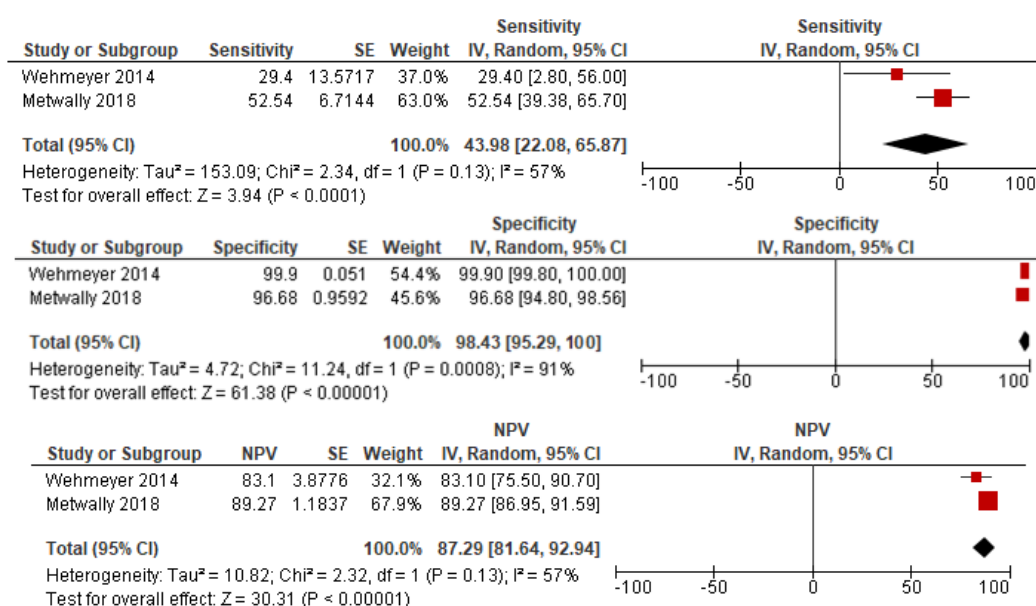 Sensitivity Sensitivity
Study or Subgroup Sensitivity SE Weight IV, Random, 95% CI IV, Random, 95% CI
Wehmeyer 2014 29.4 13.5717 37.0% 29.40 [2.80, 56.00]
Metwally 2018 52.54 6.7144 63.0% 52.54 [39.38, 65.70]
Total (95% CI) 100.0% 43.98 [22.08, 65.87]
Heterogeneity: Tau² = 153.09; Chi² = 2.34, df = 1 (P = 0.13); I² = 57%
Test for overall effect: Z = 3.94 (P < 0.0001)
-100 -50 0 50 100
Specificity Specificity
Study or Subgroup Specificity SE Weight IV, Random, 95% CI IV, Random, 95% CI
Wehmeyer 2014 99.9 0.051 54.4% 99.90 [99.80, 100.00]
Metwally 2018 96.68 0.9592 45.6% 96.68 [94.80, 98.56]
Total (95% CI) 100.0% 98.43 [95.29, 100]
Heterogeneity: Tau² = 4.72; Chi² = 11.24, df = 1 (P = 0.0008); I² = 91%
Test for overall effect: Z = 61.38 (P < 0.00001)
-100 -50 0 50 100
NPV NPV
Study or Subgroup NPV SE Weight IV, Random, 95% CI IV, Random, 95% CI
Wehmeyer 2014 83.1 3.8776 32.1% 83.10 [75.50, 90.70]
Metwally 2018 89.27 1.1837 67.9% 89.27 [86.95, 91.59]
Total (95% CI) 100.0% 87.29 [81.64, 92.94]
Heterogeneity: Tau² = 10.82; Chi² = 2.32, df = 1 (P = 0.13); I² = 57%
Test for overall effect: Z = 30.31 (P < 0.00001)
-100 -50 0 50 100